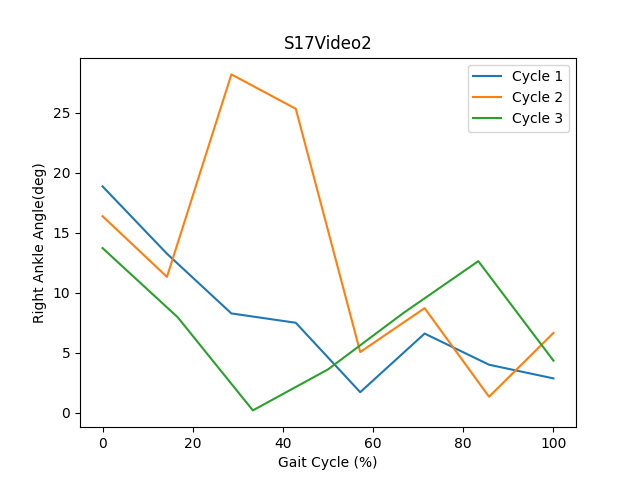 S17Video2
Cycle 1
Cycle 2
Cycle 3
Right Ankle Angle(deg)
25
20
15
10
5
0
0 20 40 60 80 100
Gait Cycle (%)